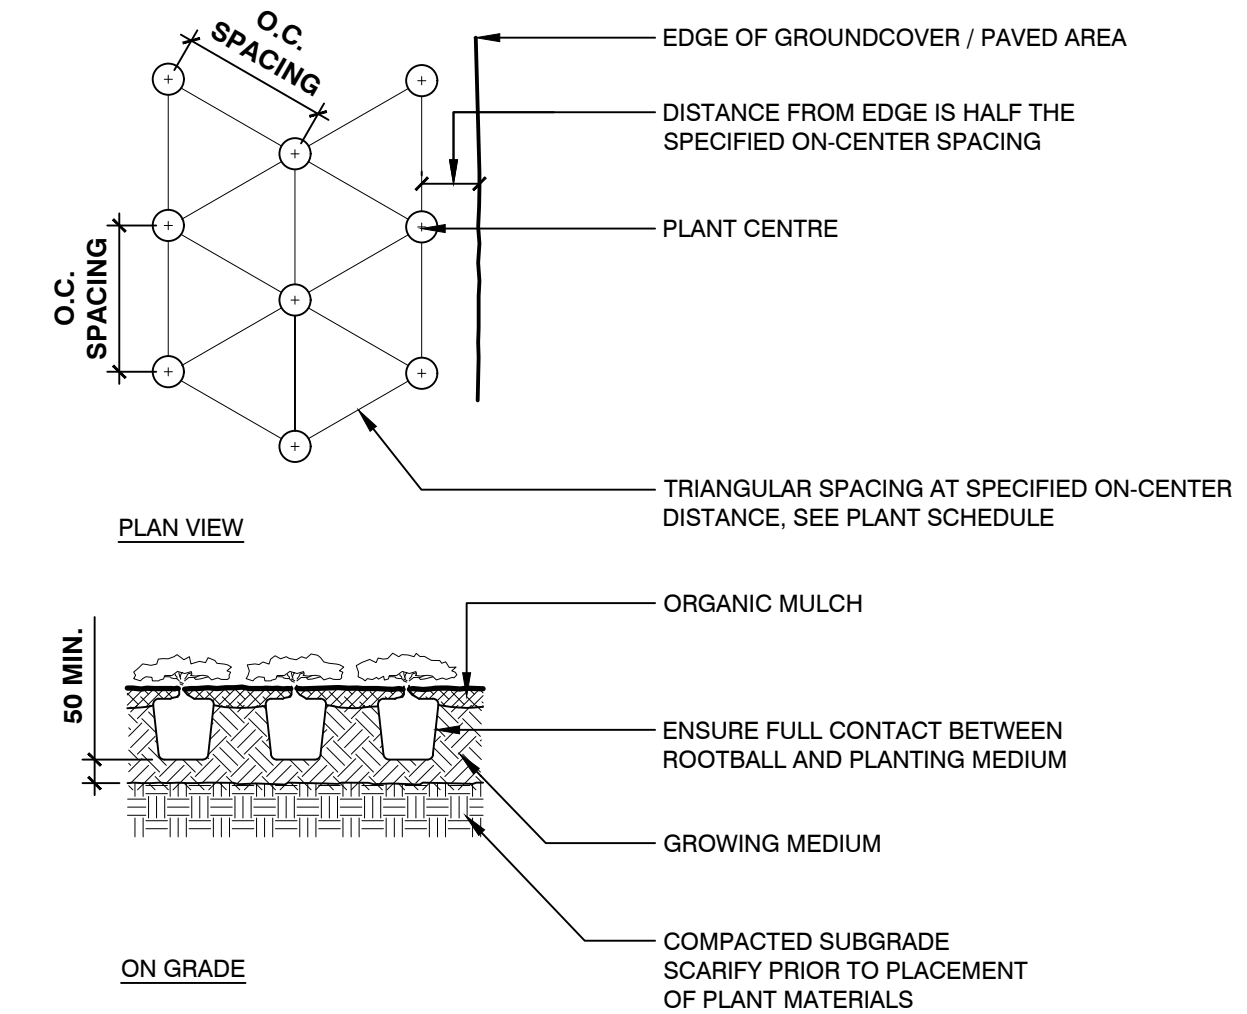 O.C.
SPACING
EDGE OF GROUNDCOVER / PAVED AREA
DISTANCE FROM EDGE IS HALF THE
SPECIFIED ON-CENTER SPACING
PLANT CENTRE
O.C.
SPACING
TRIANGULAR SPACING AT SPECIFIED ON-CENTER
DISTANCE, SEE PLANT SCHEDULE
PLAN VIEW
ORGANIC MULCH
50 MIN.
ENSURE FULL CONTACT BETWEEN
ROOTBALL AND PLANTING MEDIUM
GROWING MEDIUM
COMPACTED SUBGRADE
SCARIFY PRIOR TO PLACEMENT
OF PLANT MATERIALS
ON GRADE